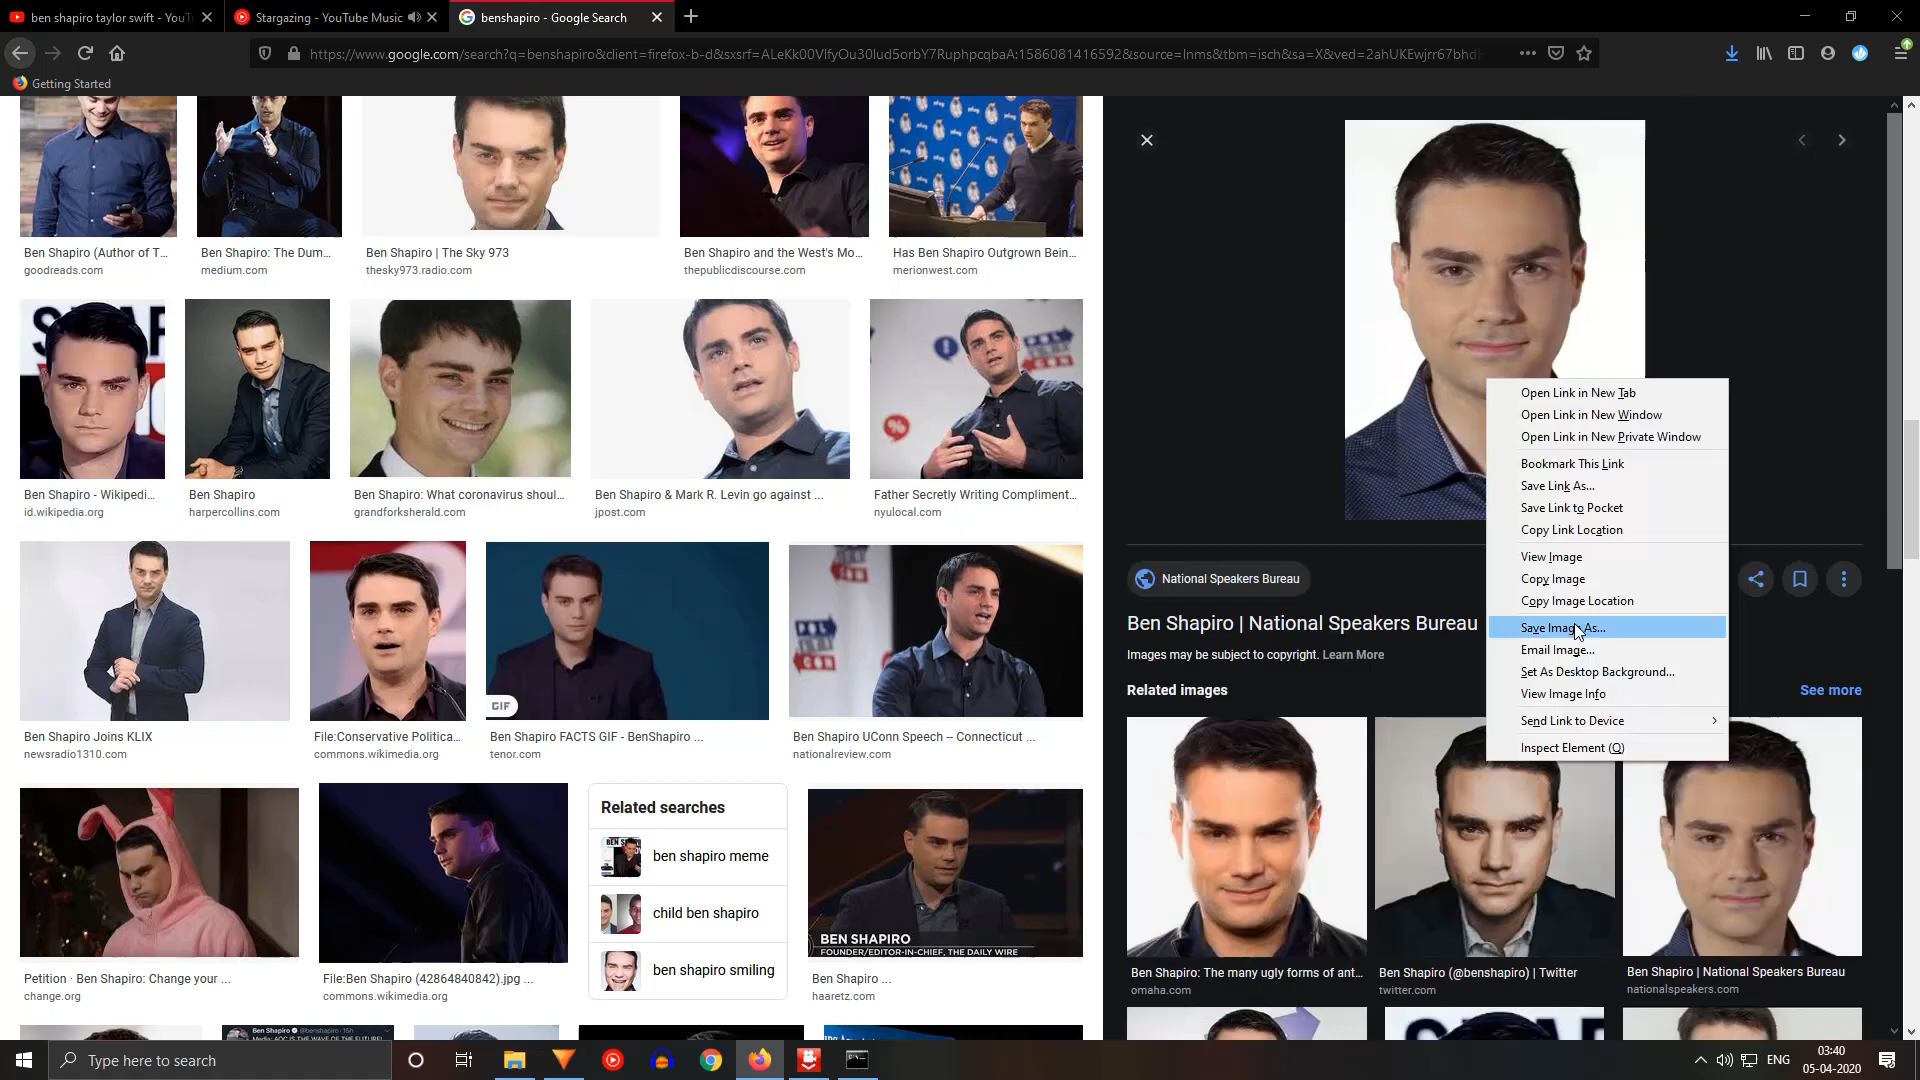 ben shapiro taylor swift - YouT
Stargazing - YouTube Music
benshapiro - Google Search
https://www.google.com/search?q=benshapiro&client=firefox-b-d&sxsrf=ALeKk00VlfyOu30lud5orbY7RuphpcqbaA:1586081416592&source=lnms&tbm=isch&sa=X&ved=2ahUKEwjrr67bhd
Getting Started
Ben Shapiro (Author of T...
goodreads.com
Ben Shapiro: The Dum...
medium.com
Ben Shapiro | The Sky 973
thesky973.radio.com
Ben Shapiro and the West's Mo...
thepublicdiscourse.com
Has Ben Shapiro Outgrown Bein...
merionwest.com
Ben Shapiro - Wikipedi...
id.wikipedia.org
Ben Shapiro
harpercollins.com
Ben Shapiro: What coronavirus shoul...
grandforksherald.com
Ben Shapiro & Mark R. Levin go against ...
jpost.com
Father Secretly Writing Compliment...
nyulocal.com
GIF
Ben Shapiro Joins KLIX
newsradio1310.com
File:Conservative Politica...
commons.wikimedia.org
Ben Shapiro FACTS GIF - BenShapiro ...
tenor.com
Ben Shapiro UConn Speech -- Connecticut ...
nationalreview.com
Related searches
ben shapiro meme
child ben shapiro
ben shapiro smiling
BEN SHAPIRO
FOUNDER/EDITOR-IN-CHIEF, THE DAILY WIRE
Petition · Ben Shapiro: Change your ...
change.org
File:Ben Shapiro (42864840842).jpg ...
commons.wikimedia.org
Ben Shapiro ...
haaretz.com
National Speakers Bureau
Ben Shapiro | National Speakers Bureau
Images may be subject to copyright. Learn More
Related images
See more
Open Link in New Tab
Open Link in New Window
Open Link in New Private Window
Bookmark This Link
Save Link As...
Save Link to Pocket
Copy Link Location
View Image
Copy Image
Copy Image Location
Save Image As...
Email Image...
Set As Desktop Background...
View Image Info
Send Link to Device
Inspect Element (Q)
Ben Shapiro: The many ugly forms of ant...
omaha.com
Ben Shapiro (@benshapiro) | Twitter
twitter.com
Ben Shapiro | National Speakers Bureau
nationalspeakers.com
Type here to search
ENG
03:40
05-04-2020